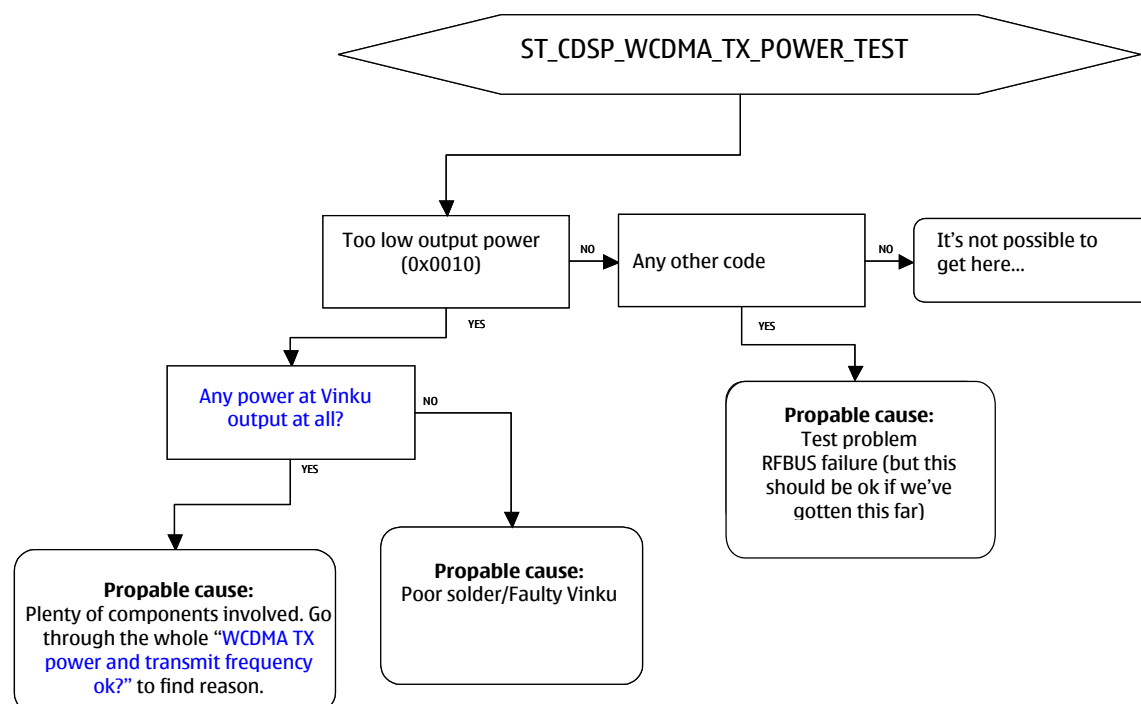 ST_CDSP_WCDMA_TX_POWER_TEST
Too low output power
(0x0010)
NO
Any other code
NO
It's not possible to
get here...
YES
YES
Any power at Vinku
output at all?
NO
YES
Propable cause:
Test problem
RFBUS failure (but this
should be ok if we've
gotten this far)
Propable cause:
Poor solder/Faulty Vinku
Propable cause:
Plenty of components involved. Go
through the whole “WCDMA TX
power and transmit frequency
ok?” to find reason.